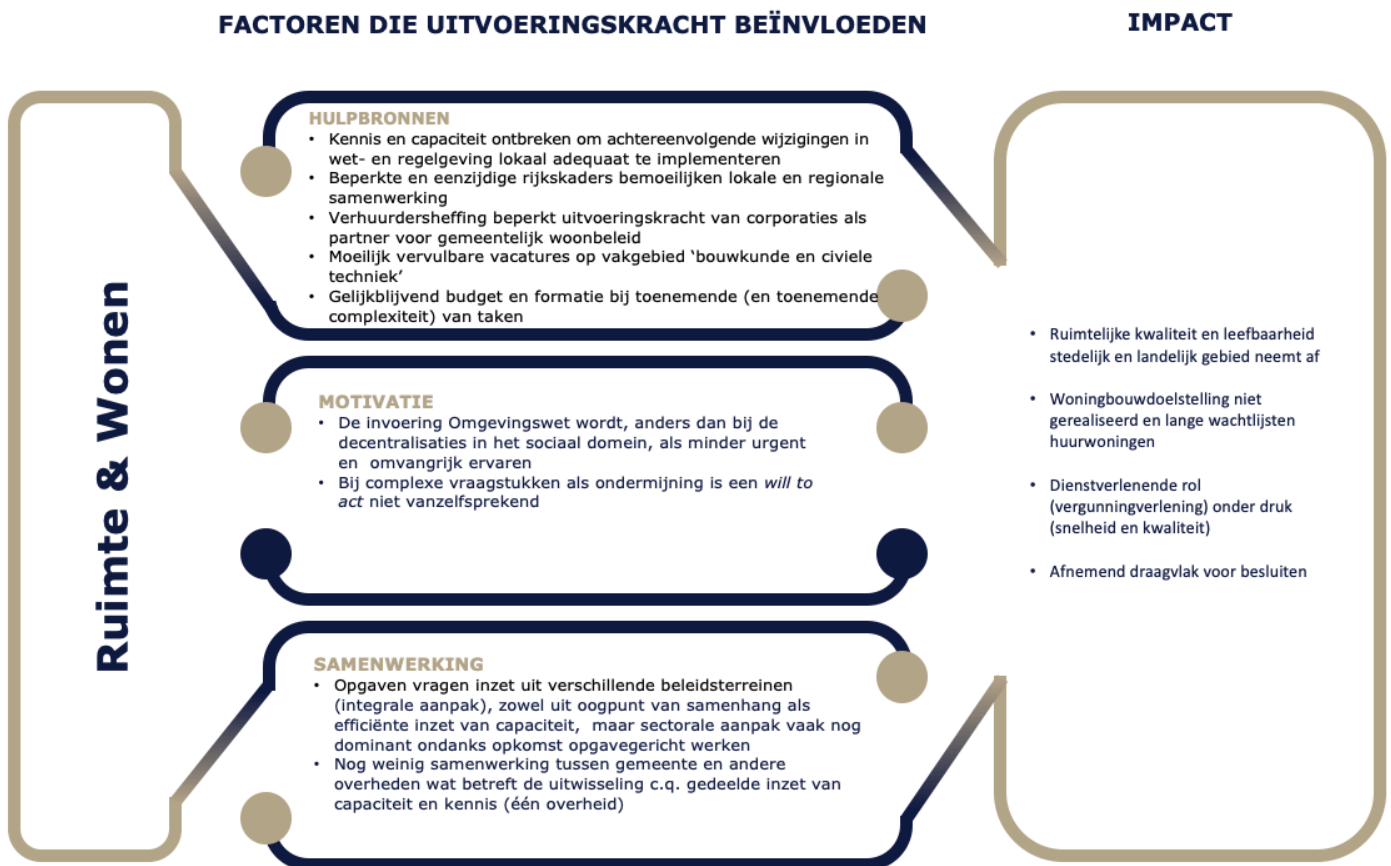 FACTOREN DIE UITVOERINGSKRACHT BEÏNVLOEDEN
IMPACT
Ruimte & Wonen
HULPBRONNEN
• Kennis en capaciteit ontbreken om achtereenvolgende wijzigingen in
wet- en regelgeving lokaal adequaat te implementeren
• Beperkte en eenzijdige rijkskaders bemoeilijken lokale en regionale
samenwerking
• Verhuurdersheffing beperkt uitvoeringskracht van corporaties als
partner voor gemeentelijk woonbeleid
• Moeilijk vervulbare vacatures op vakgebied ‘bouwkunde en civiele
techniek’
• Gelijkblijvend budget en formatie bij toenemende (en toenemende
complexiteit) van taken
MOTIVATIE
• De invoering Omgevingswet wordt, anders dan bij de
decentralisaties in het sociaal domein, als minder urgent
en omvangrijk ervaren
• Bij complexe vraagstukken als ondermijning is een will to
act niet vanzelfsprekend
SAMENWERKING
• Opgaven vragen inzet uit verschillende beleidsterreinen
(integrale aanpak), zowel uit oogpunt van samenhang als
efficiënte inzet van capaciteit, maar sectorale aanpak vaak nog
dominant ondanks opkomst opgavegericht werken
• Nog weinig samenwerking tussen gemeente en andere
overheden wat betreft de uitwisseling c.q. gedeelde inzet van
capaciteit en kennis (één overheid)
• Ruimtelijke kwaliteit en leefbaarheid
stedelijk en landelijk gebied neemt af
• Woningbouwdoelstelling niet
gerealiseerd en lange wachtlijsten
huurwoningen
• Dienstverlenende rol
(vergunningverlening) onder druk
(snelheid en kwaliteit)
• Afnemend draagvlak voor besluiten